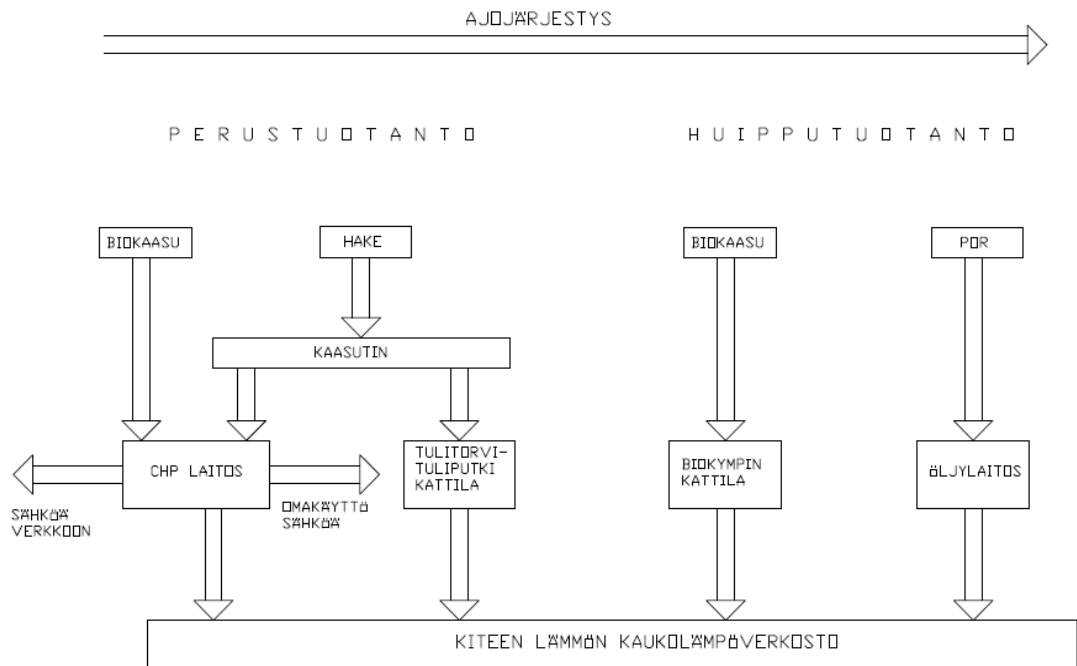 AJOJÄRJESTYS
PERUSTUOTANTO
HUIPPUTUOTANTO
BIOKAASU
HAKE
BIOKAASU
POR
KAASUTIN
CHP LAITOS
TULITORVI-
TULIPUTKI
KATTILA
BIOKYMPIN
KATTILA
ÖLJYLAITOS
SÄHKÖÄ
VERKKOON
OMAKÄYTTÖ
SÄHKÖÄ
KITEEN LÄMMÖN KAUKOLÄMPÖVERKOSTO